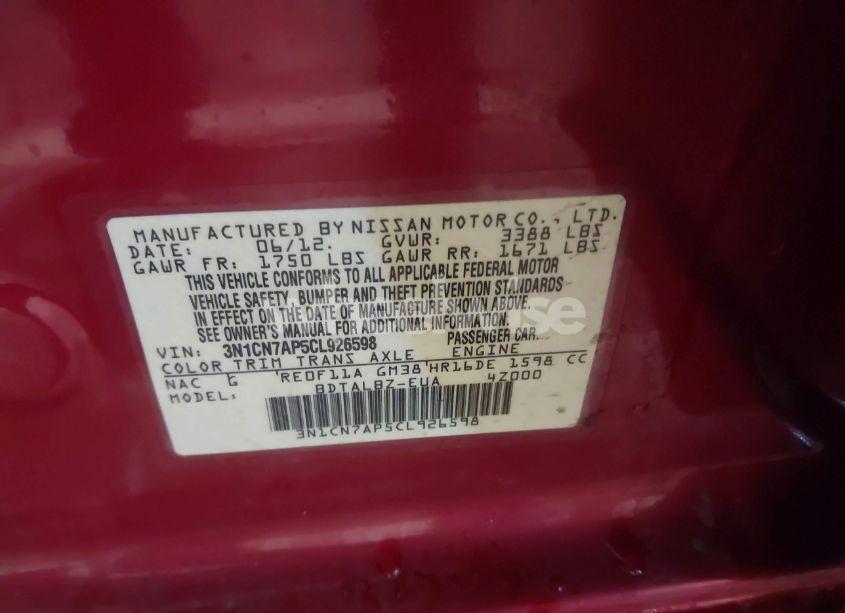 MANUFACTURED BY NISSAN MOTOR CO., LTD.
DATE: 06/12. GVWR: 3388 LBS
GAWR FR: 1750 LBS GAWR RR: 1671 LBS
THIS VEHICLE CONFORMS TO ALL APPLICABLE FEDERAL MOTOR
VEHICLE SAFETY, BUMPER AND THEFT PREVENTION STANDARDS
IN EFFECT ON THE DATE OF MANUFACTURE SHOWN ABOVE.
SEE OWNER'S MANUAL FOR ADDITIONAL INFORMATION.
VIN: 3N1CN7AP5CL926598 PASSENGER CAR
COLOR TRIM TRANS AXLE ENGINE
NAC G RE0F11A GM38 HR16DE 1598 CC
MODEL: BDTALBZ-EUA 4Z000
3N1CN7AP5CL926598